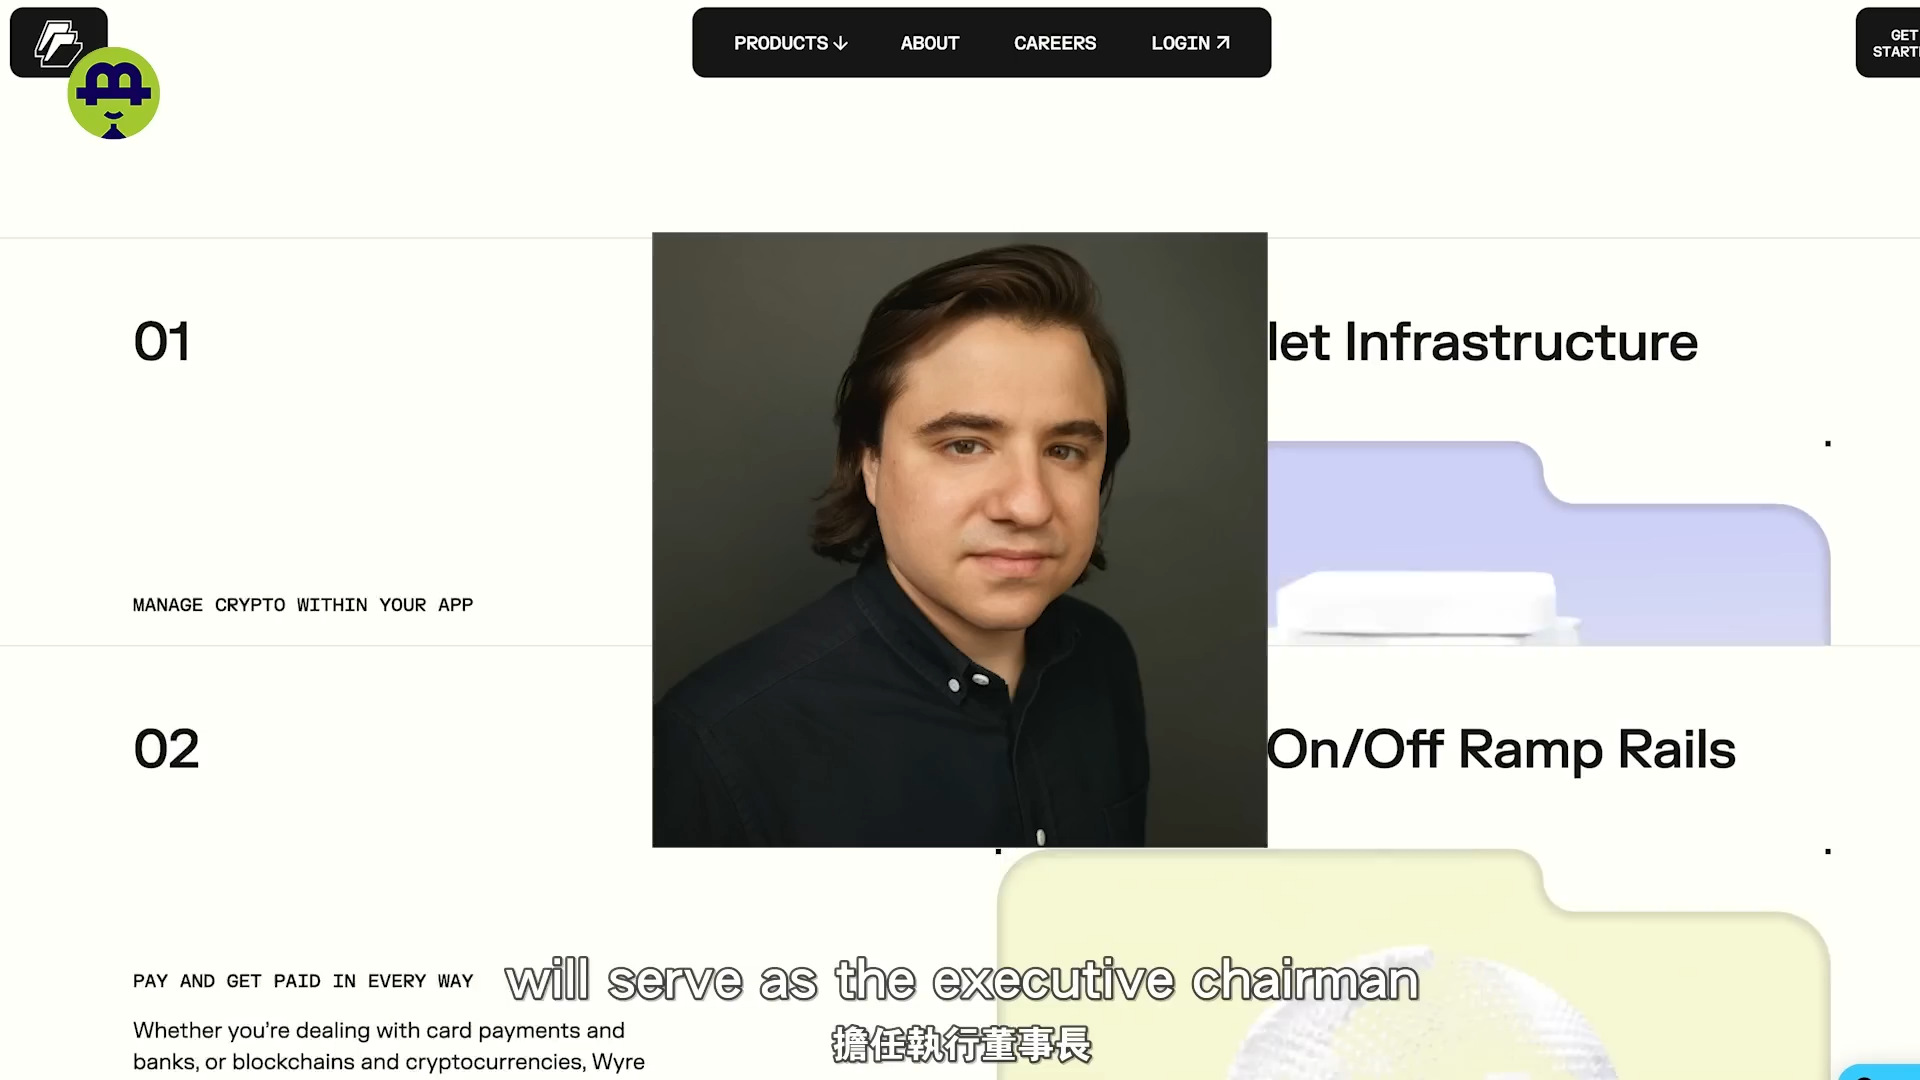 PRODUCTS ABOUT CAREERS LOGIN
GET
START
01
let Infrastructure
MANAGE CRYPTO WITHIN YOUR APP
02
On/Off Ramp Rails
PAY AND GET PAID IN EVERY WAY
Whether you're dealing with card payments and
banks, or blockchains and cryptocurrencies, Wyre
will serve as the executive chairman
擔任執行董事長